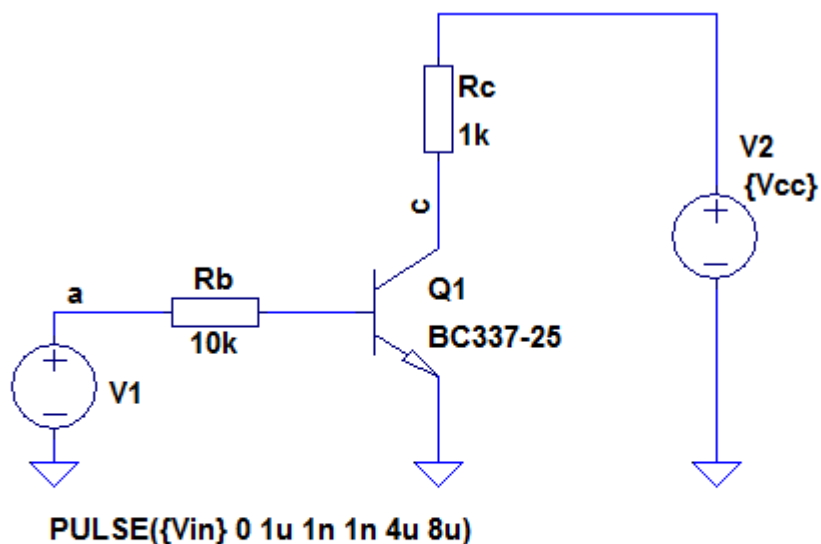 Rc
1k
V2
{Vcc}
c
Rb
a
Q1
10k
BC337-25
V1
PULSE({Vin} 0 1u 1n 1n 4u 8u)